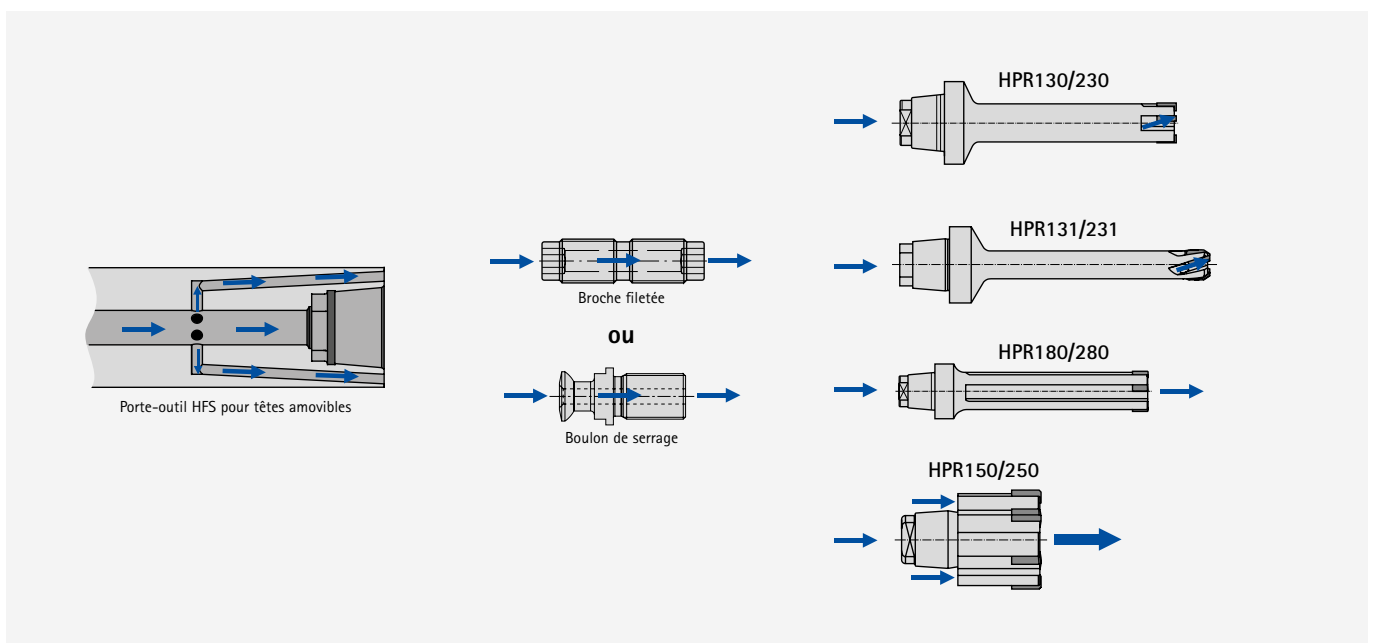 Porte-outil HFS pour têtes amovibles
Broche filetée
ou
Boulon de serrage
HPR130/230
HPR131/231
HPR180/280
HPR150/250